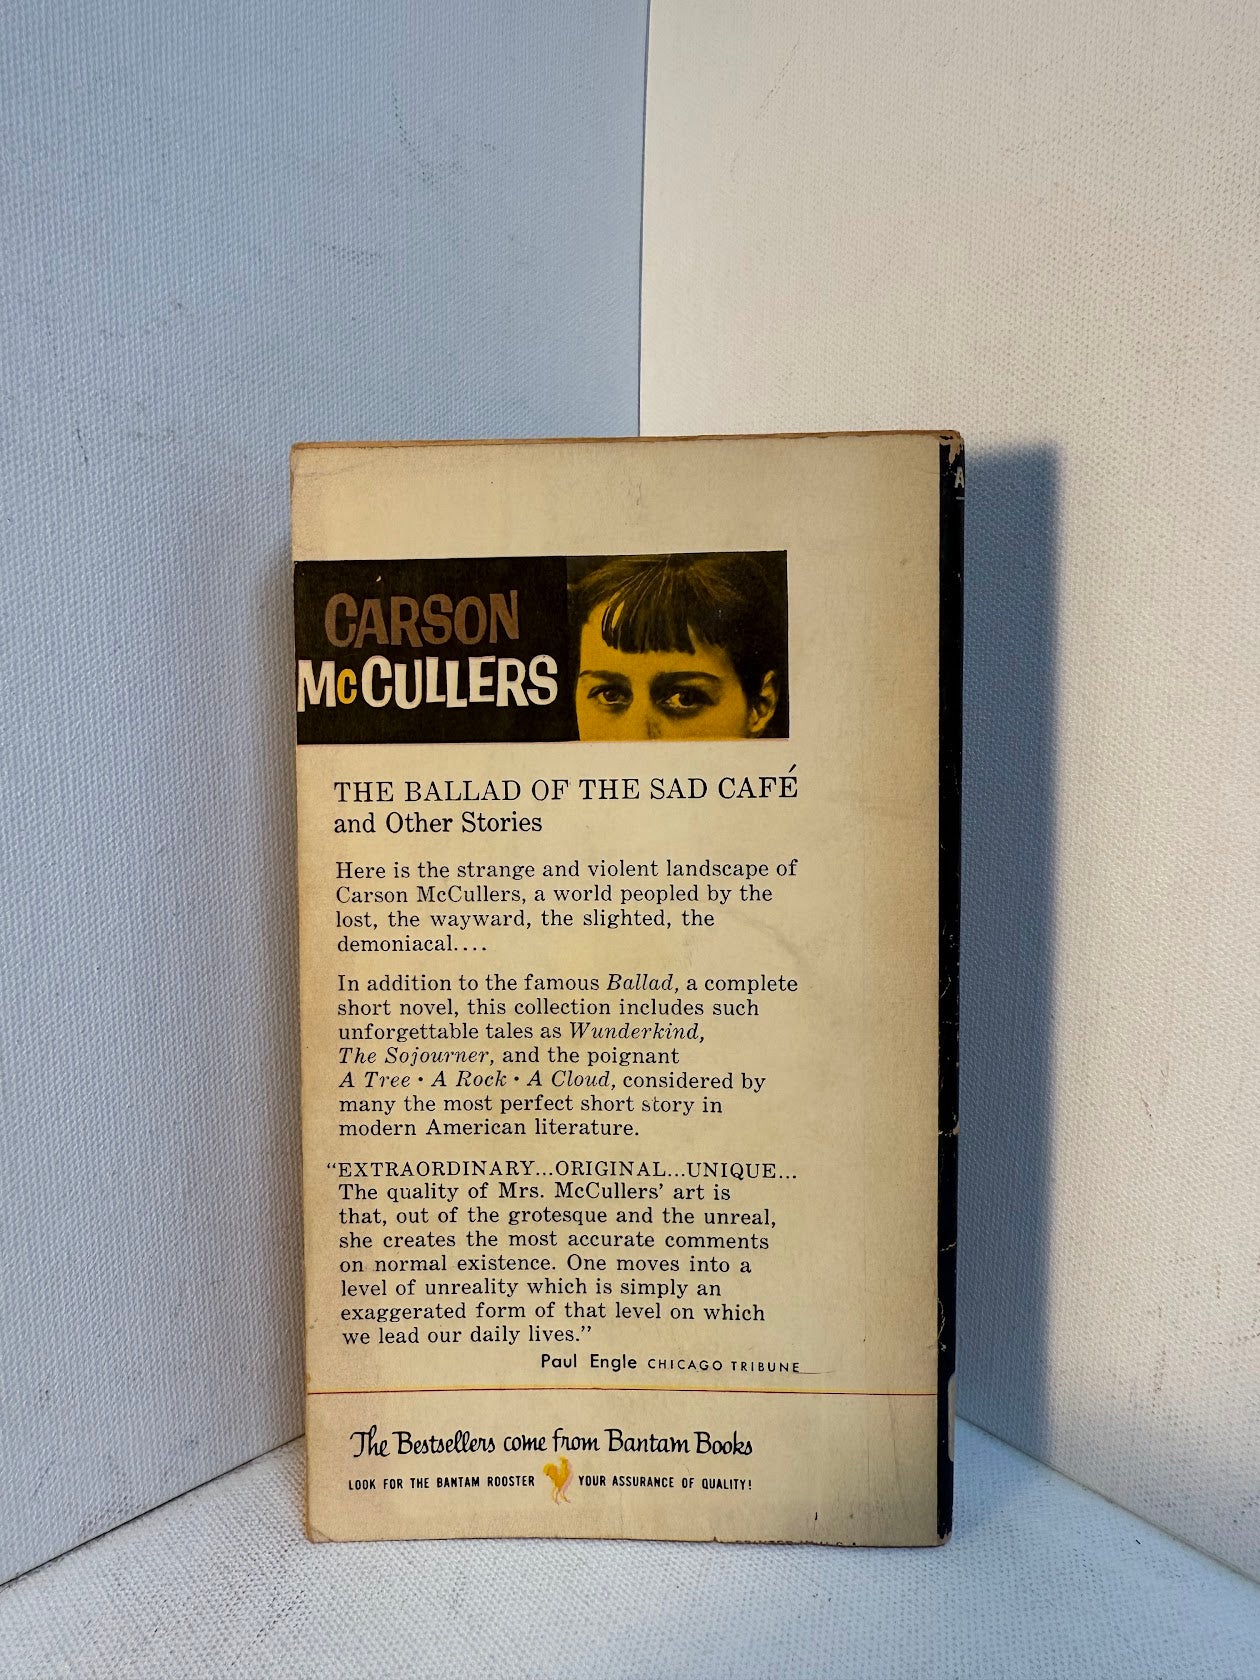 CARSON
McCULLERS
THE BALLAD OF THE SAD CAFÉ
and Other Stories
Here is the strange and violent landscape of
Carson McCullers, a world peopled by the
lost, the wayward, the slighted, the
demoniacal....
In addition to the famous Ballad, a complete
short novel, this collection includes such
unforgettable tales as Wunderkind,
The Sojourner, and the poignant
A Tree • A Rock • A Cloud, considered by
many the most perfect short story in
modern American literature.
“EXTRAORDINARY...ORIGINAL...UNIQUE...
The quality of Mrs. McCullers’ art is
that, out of the grotesque and the unreal,
she creates the most accurate comments
on normal existence. One moves into a
level of unreality which is simply an
exaggerated form of that level on which
we lead our daily lives.”
Paul Engle CHICAGO TRIBUNE
The Bestsellers come from Bantam Books
LOOK FOR THE BANTAM ROOSTER YOUR ASSURANCE OF QUALITY!